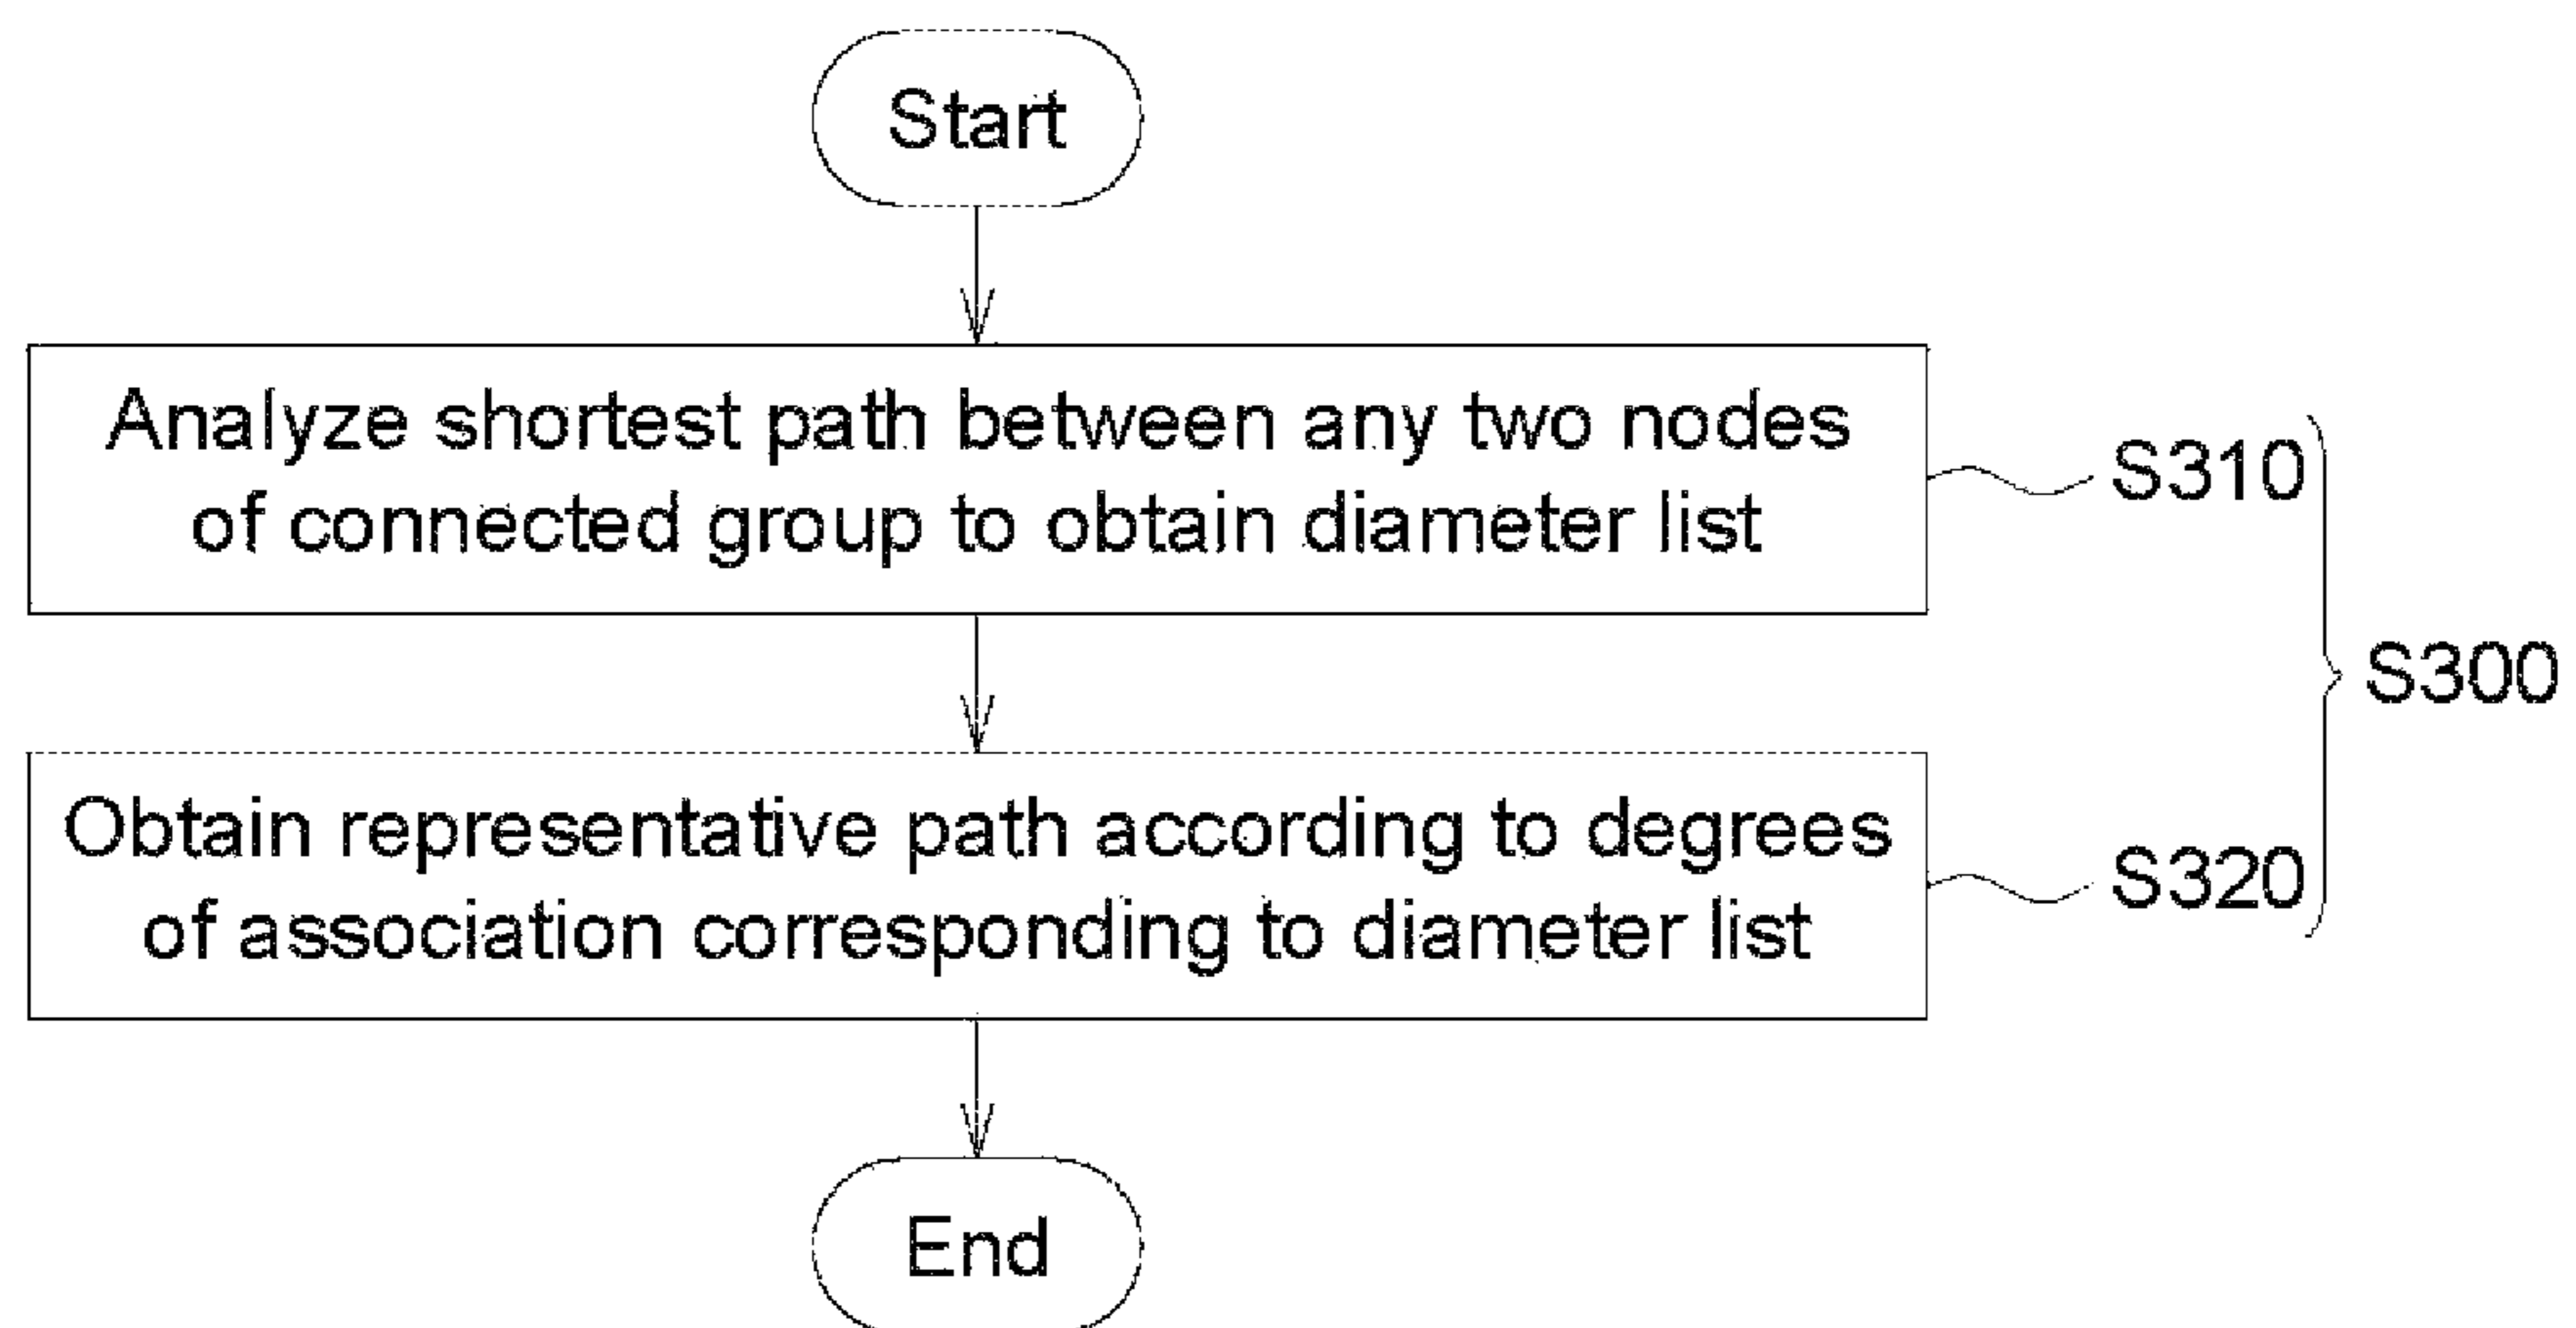 Start
Analyze shortest path between any two nodes
of connected group to obtain diameter list
S310
S300
Obtain representative path according to degrees
of association corresponding to diameter list
S320
End